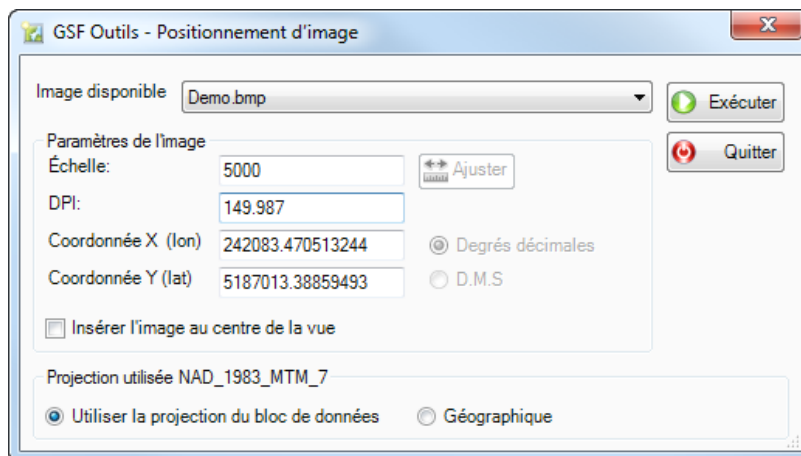 GSF Outils - Positionnement d'image
Image disponible
Demo.bmp
Exécuter
Quitter
Paramètres de l'image
Échelle:
5000
Ajuster
DPI:
149.987
Coordonnée X (lon)
242083.470513244
Degrés décimales
Coordonnée Y (lat)
5187013.38859493
D.M.S
Insérer l'image au centre de la vue
Projection utilisée NAD_1983_MTM_7
Utiliser la projection du bloc de données
Géographique